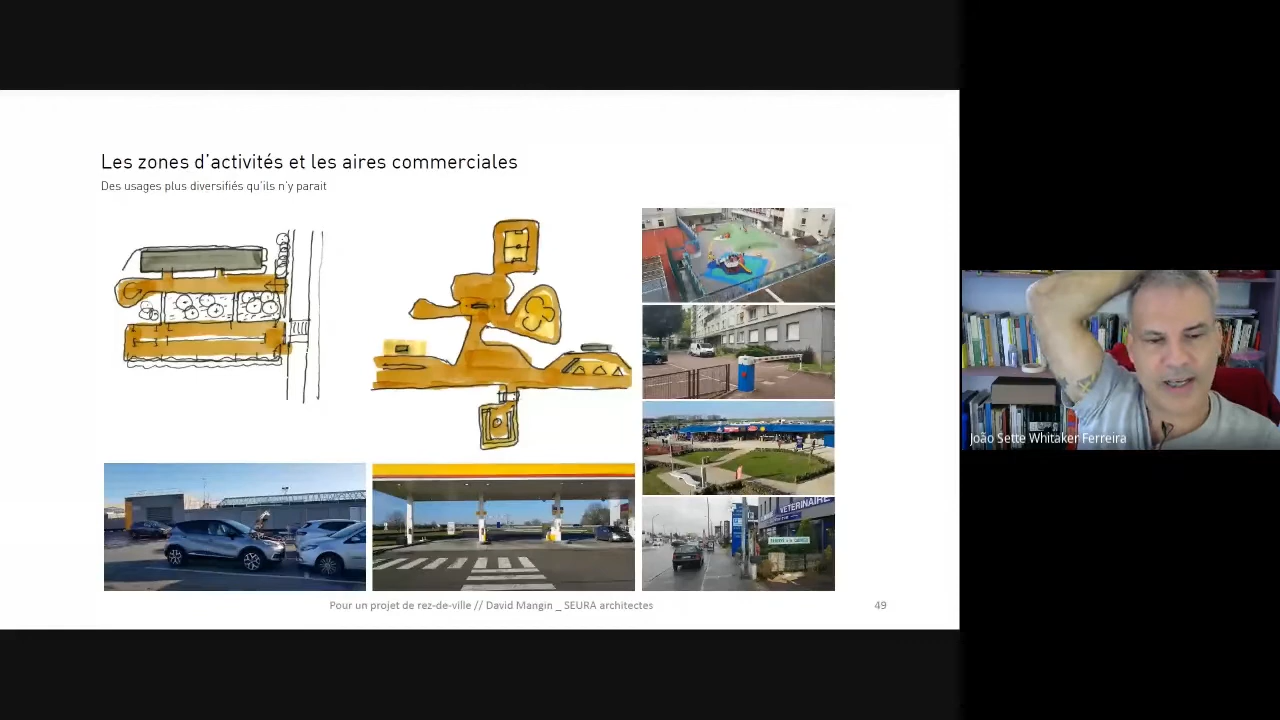 Les zones d'activités et les aires commerciales
Des usages plus diversifiés qu'ils n'y parait
VETERINAIRE
João Sette Whitaker Ferreira
Pour un projet de rez-de-ville // David Mangin _ SEURA architectes
49